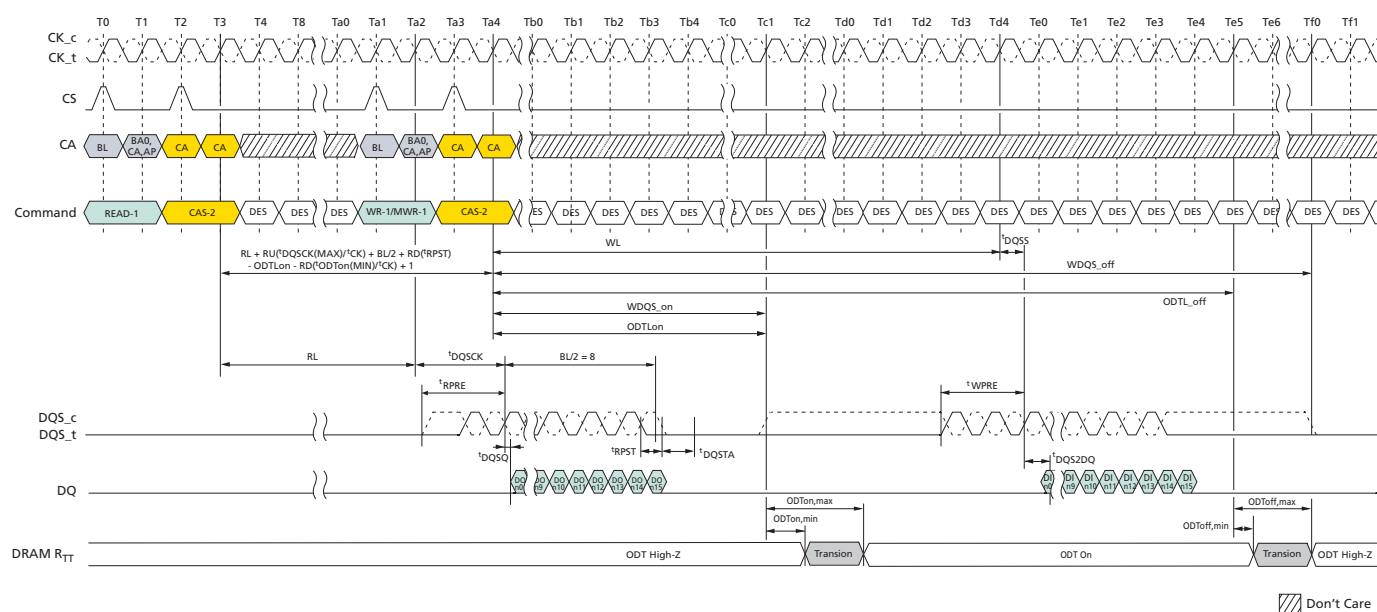 T0 T1 T2 T3 T4 T8 Ta0 Ta1 Ta2 Ta3 Ta4 Tb0 Tb1 Tb2 Tb3 Tb4 Tc0 Tc1 Tc2 Td0 Td1 Td2 Td3 Td4 Te0 Te1 Te2 Te3 Te4 Te5 Te6 Tf0 Tf1
CK_c
CK_t
CS
CA BL BA0, CA,AP CA CA BL BA0, CA,AP CA CA
Command READ-1 CAS-2 DES DES DES WR-1/MWR-1 CAS-2 DES DES DES DES DES DES DES DES DES DES DES DES DES DES DES DES DES DES DES DES DES DES
WL tDQSS
RL + RU(tDQSCK(MAX)/tCK) + BL/2 + RD(tRPST)
- ODTLon - RD(tODTon(MIN)/tCK) + 1
WDQS_off
ODTL_off
WDQS_on
ODTLon
RL tDQSCK BL/2 = 8
tRPRE tWPRE
DQS_c
DQS_t
tDQSQ tRPST tDQSTA tDQS2DQ
DQ DO n0 DO n9 DO n10 DO n11 DO n12 DO n13 DO n14 DO n15 DI n0 DI n9 DI n10 DI n11 DI n12 DI n13 DI n14 DI n15
ODTon,max ODToff,max
ODTon,min ODToff,min
DRAM RTT ODT High-Z Transion ODT On Transion ODT High-Z
Don't Care